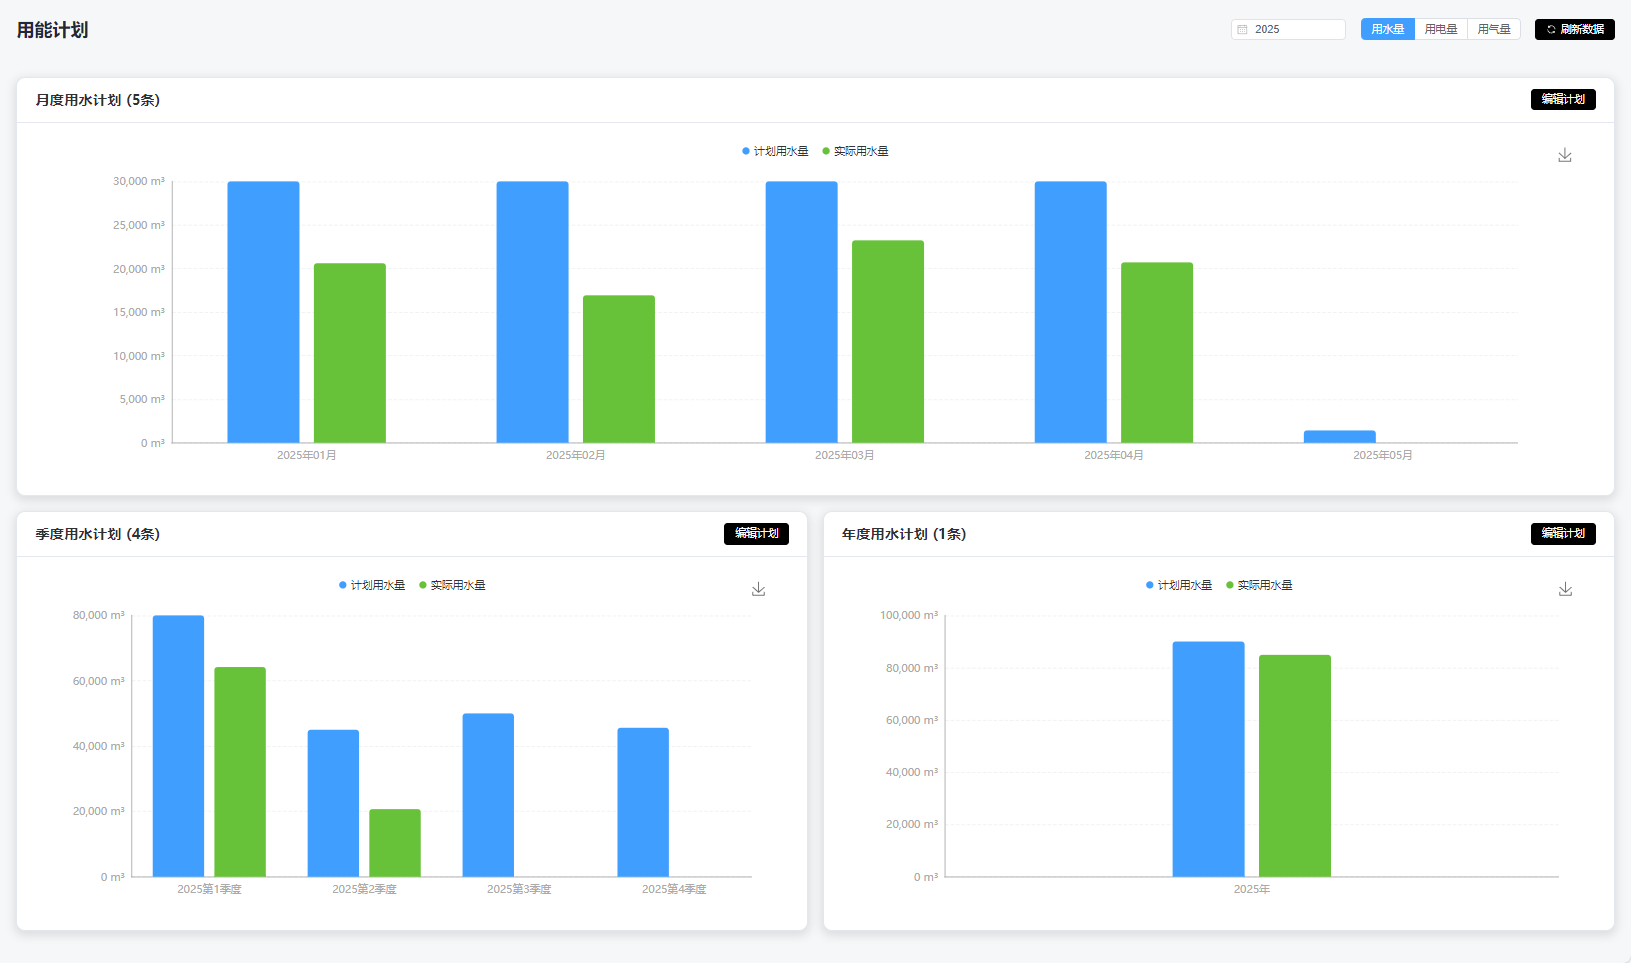 用能计划
2025
用水量 用电量 用气量
刷新数据
月度用水计划 (5条)
编辑计划
计划用水量 实际用水量
30,000 m³
25,000 m³
20,000 m³
15,000 m³
10,000 m³
5,000 m³
0 m³
2025年01月 2025年02月 2025年03月 2025年04月 2025年05月
季度用水计划 (4条)
编辑计划
计划用水量 实际用水量
80,000 m³
60,000 m³
40,000 m³
20,000 m³
0 m³
2025第1季度 2025第2季度 2025第3季度 2025第4季度
年度用水计划 (1条)
编辑计划
计划用水量 实际用水量
100,000 m³
80,000 m³
60,000 m³
40,000 m³
20,000 m³
0 m³
2025年